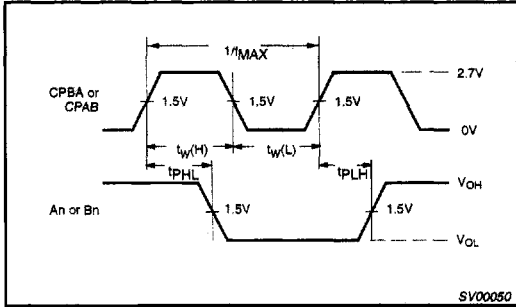 1/fMAX
2.7V
CPBA or
CPAB
1.5V 1.5V 1.5V
0V
tW(H) tW(L)
tPHL tPLH
VOH
An or Bn
1.5V 1.5V
VOL
SV00050